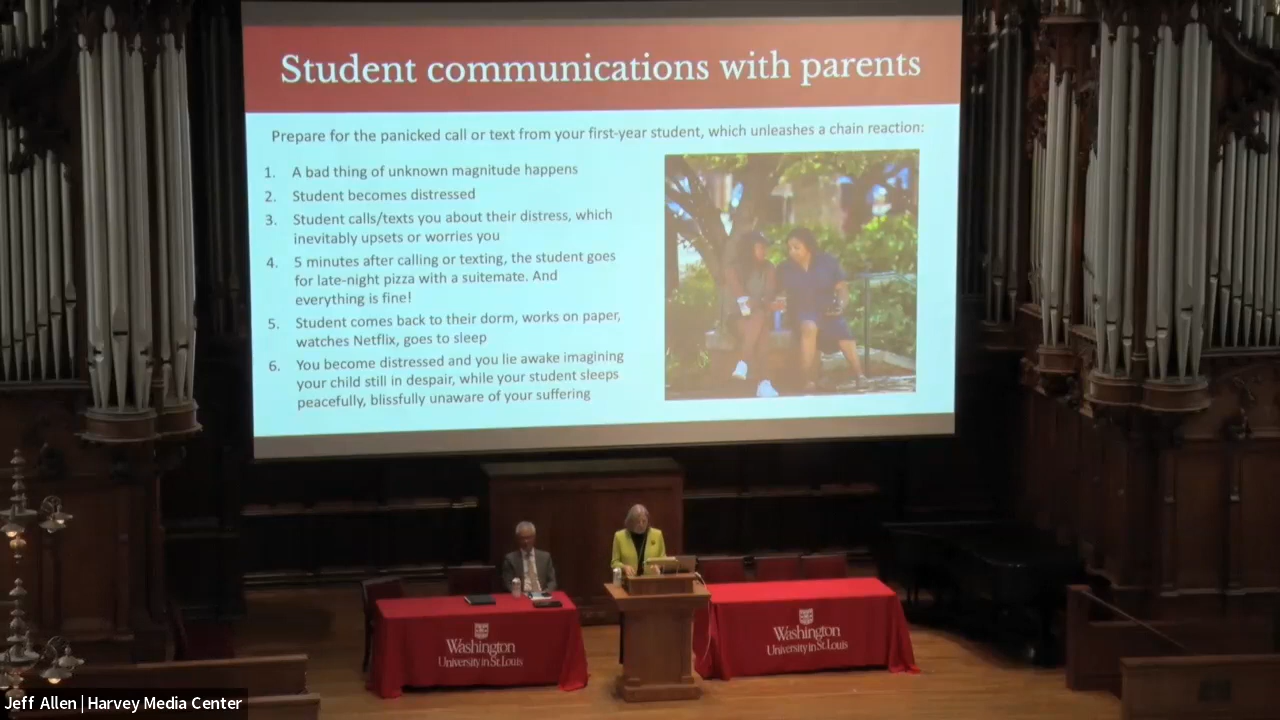 Student communications with parents
Prepare for the panicked call or text from your first-year student, which unleashes a chain reaction:
1. A bad thing of unknown magnitude happens
2. Student becomes distressed
3. Student calls/texts you about their distress, which
inevitably upsets or worries you
4. 5 minutes after calling or texting, the student goes
for late-night pizza with a suitemate. And
everything is fine!
5. Student comes back to their dorm, works on paper,
watches Netflix, goes to sleep
6. You become distressed and you lie awake imagining
your child still in despair, while your student sleeps
peacefully, blissfully unaware of your suffering
Washington
University in St. Louis
Washington
University in St. Louis
Jeff Allen | Harvey Media Center